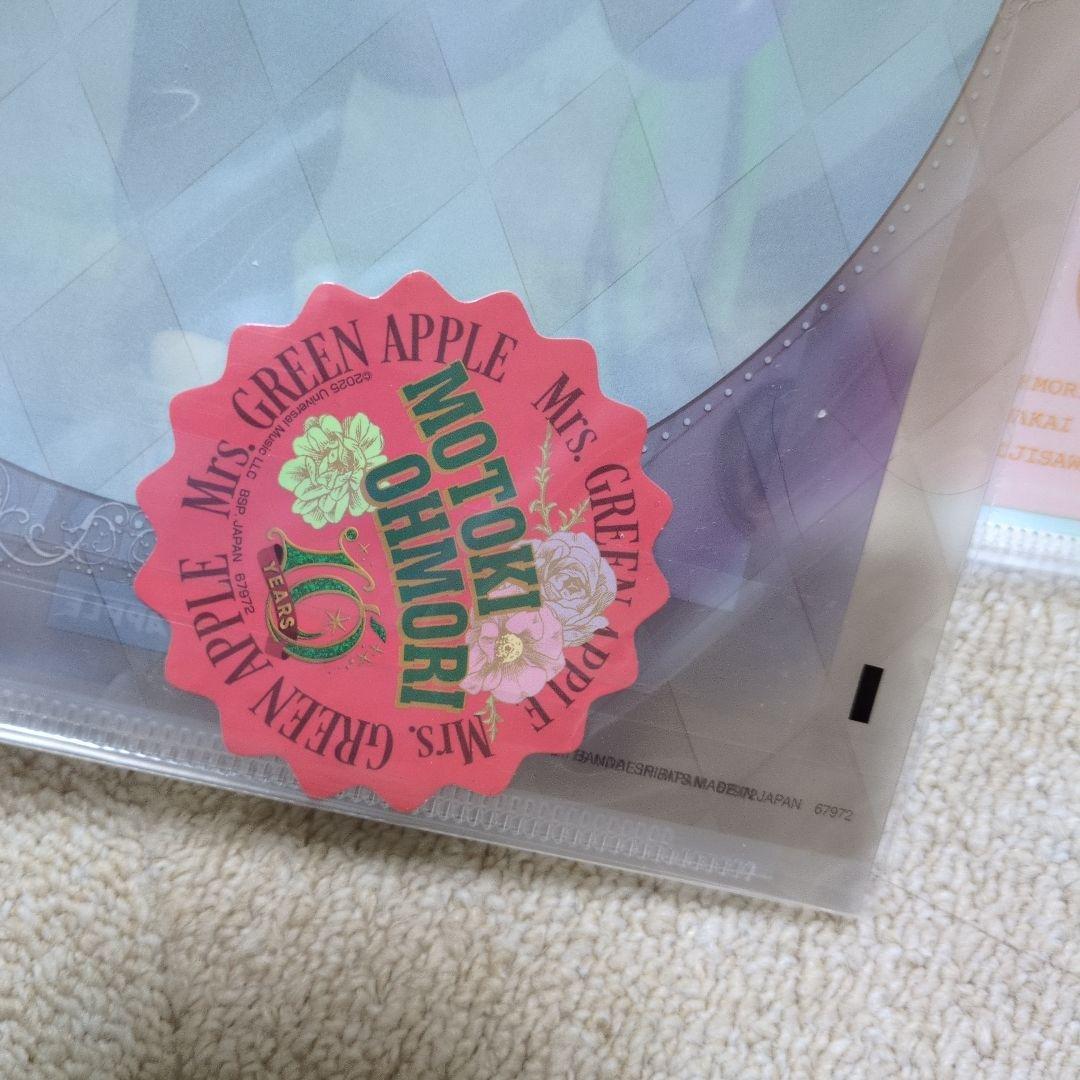 Mrs. GREEN APPLE Mrs. GREEN APPLE Mrs. GREEN APPLE
©2025 Universal Music LLC BSP. JAPAN 67972
MOTOKI
OHMORI
10
YEARS
JAPAN 67972